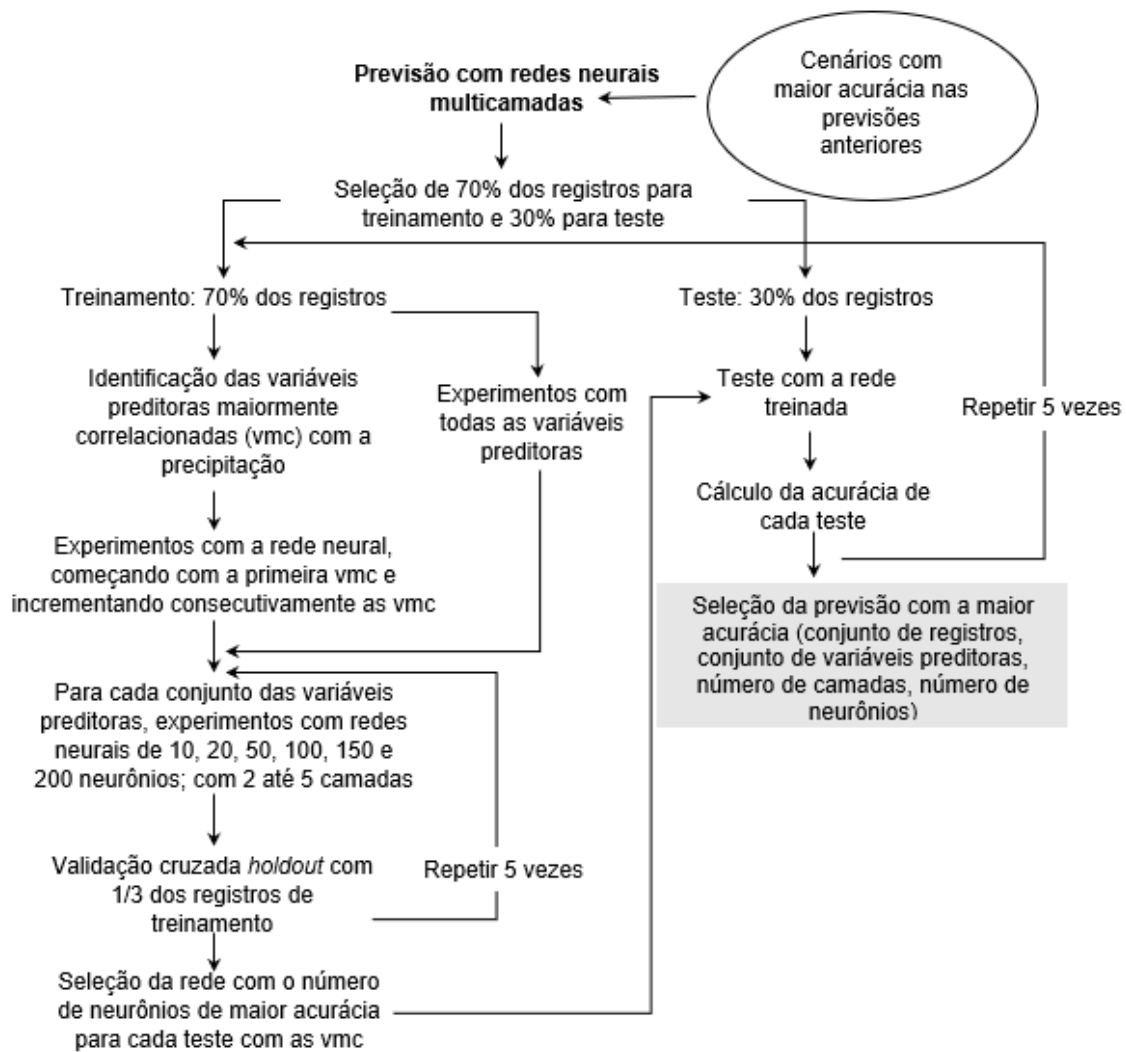 Cenários com
maior acurácia nas
previsões
anteriores
Previsão com redes neurais
multicamadas
Seleção de 70% dos registros para
treinamento e 30% para teste
Treinamento: 70% dos registros
Identificação das variáveis
preditoras maiormente
correlacionadas (vmc) com a
precipitação
Experimentos com
todas as variáveis
preditoras
Experimentos com a rede neural,
começando com a primeira vmc e
incrementando consecutivamente as vmc
Para cada conjunto das variáveis
preditoras, experimentos com redes
neurais de 10, 20, 50, 100, 150 e
200 neurônios; com 2 até 5 camadas
Validação cruzada holdout com
1/3 dos registros de
treinamento
Repetir 5 vezes
Seleção da rede com o número
de neurônios de maior acurácia
para cada teste com as vmc
Teste: 30% dos registros
Teste com a rede
treinada
Repetir 5 vezes
Cálculo da acurácia de
cada teste
Seleção da previsão com a maior
acurácia (conjunto de registros,
conjunto de variáveis preditoras,
número de camadas, número de
neurônios)